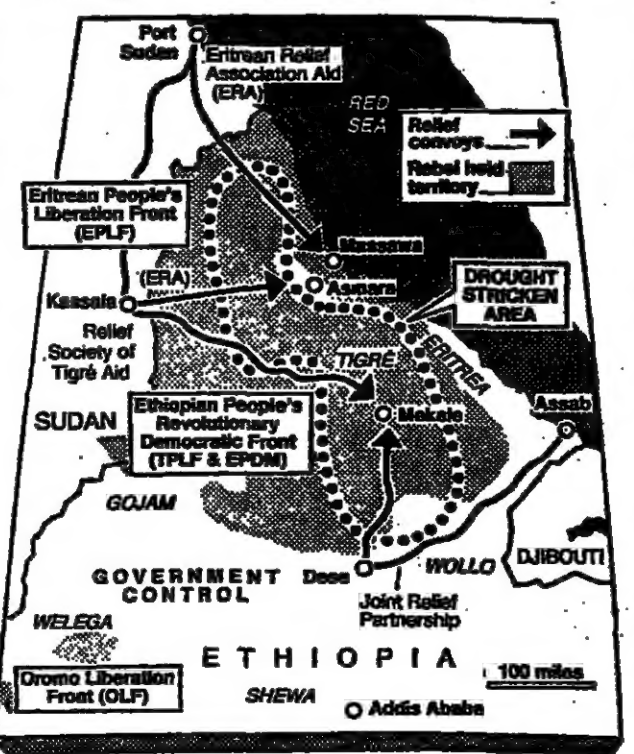 Port
Sudan
Eritrean Relief
Association Aid
(ERA)
RED
SEA
Relief
convoys
Rebel held
territory
Eritrean People's
Liberation Front
(EPLF)
Massawa
(ERA)
Asmara
DROUGHT
STRICKEN
AREA
Kassala
Relief
Society of
Tigré Aid
TIGRÉ
ERITREA
Ethiopian People's
Revolutionary
Democratic Front
(TPLF & EPDM)
Makale
Assab
SUDAN
GOJAM
GOVERNMENT
CONTROL
Dese
WOLLO
DJIBOUTI
Joint Relief
Partnership
WELEGA
ETHIOPIA
100 miles
Oromo Liberation
Front (OLF)
SHEWA
Addis Ababa